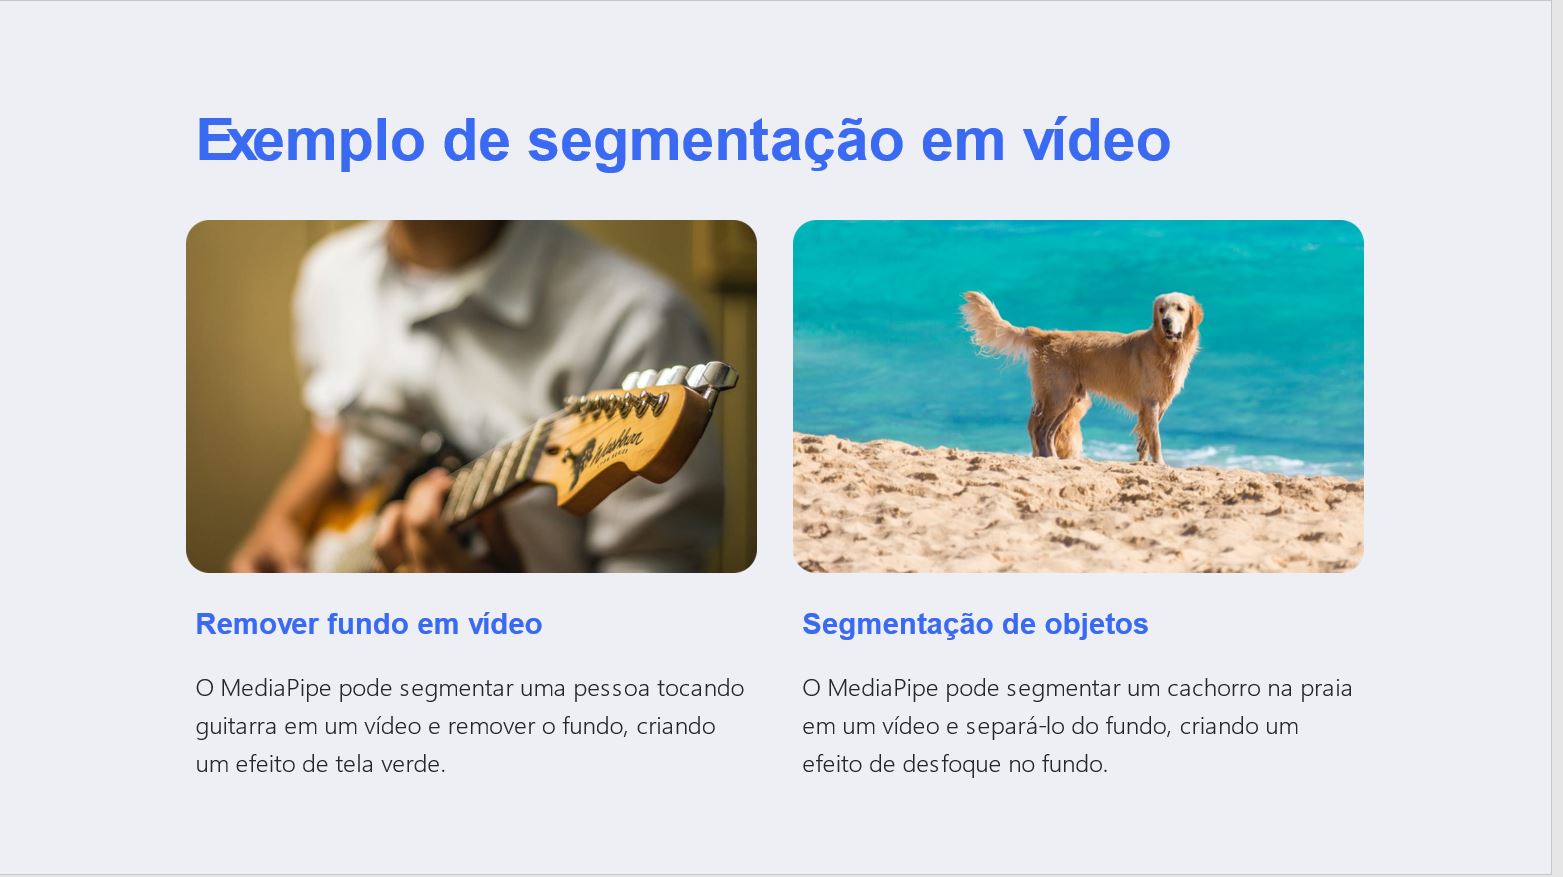 Exemplo de segmentação em vídeo
Washburn
Remover fundo em vídeo
O MediaPipe pode segmentar uma pessoa tocando
guitarra em um vídeo e remover o fundo, criando
um efeito de tela verde.
Segmentação de objetos
O MediaPipe pode segmentar um cachorro na praia
em um vídeo e separá-lo do fundo, criando um
efeito de desfoque no fundo.